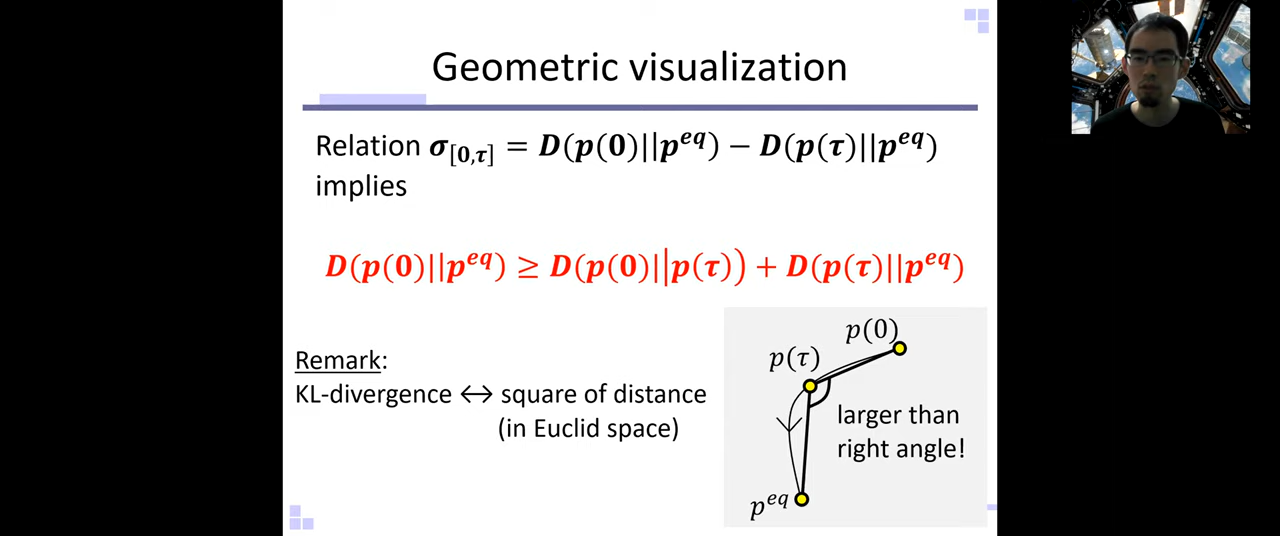 Geometric visualization
Relation σ[0,τ] = D(p(0)||p^eq) − D(p(τ)||p^eq)
implies
D(p(0)||p^eq) ≥ D(p(0)||p(τ)) + D(p(τ)||p^eq)
Remark:
KL-divergence ↔ square of distance
(in Euclid space)
p(0)
p(τ)
larger than
right angle!
p^eq